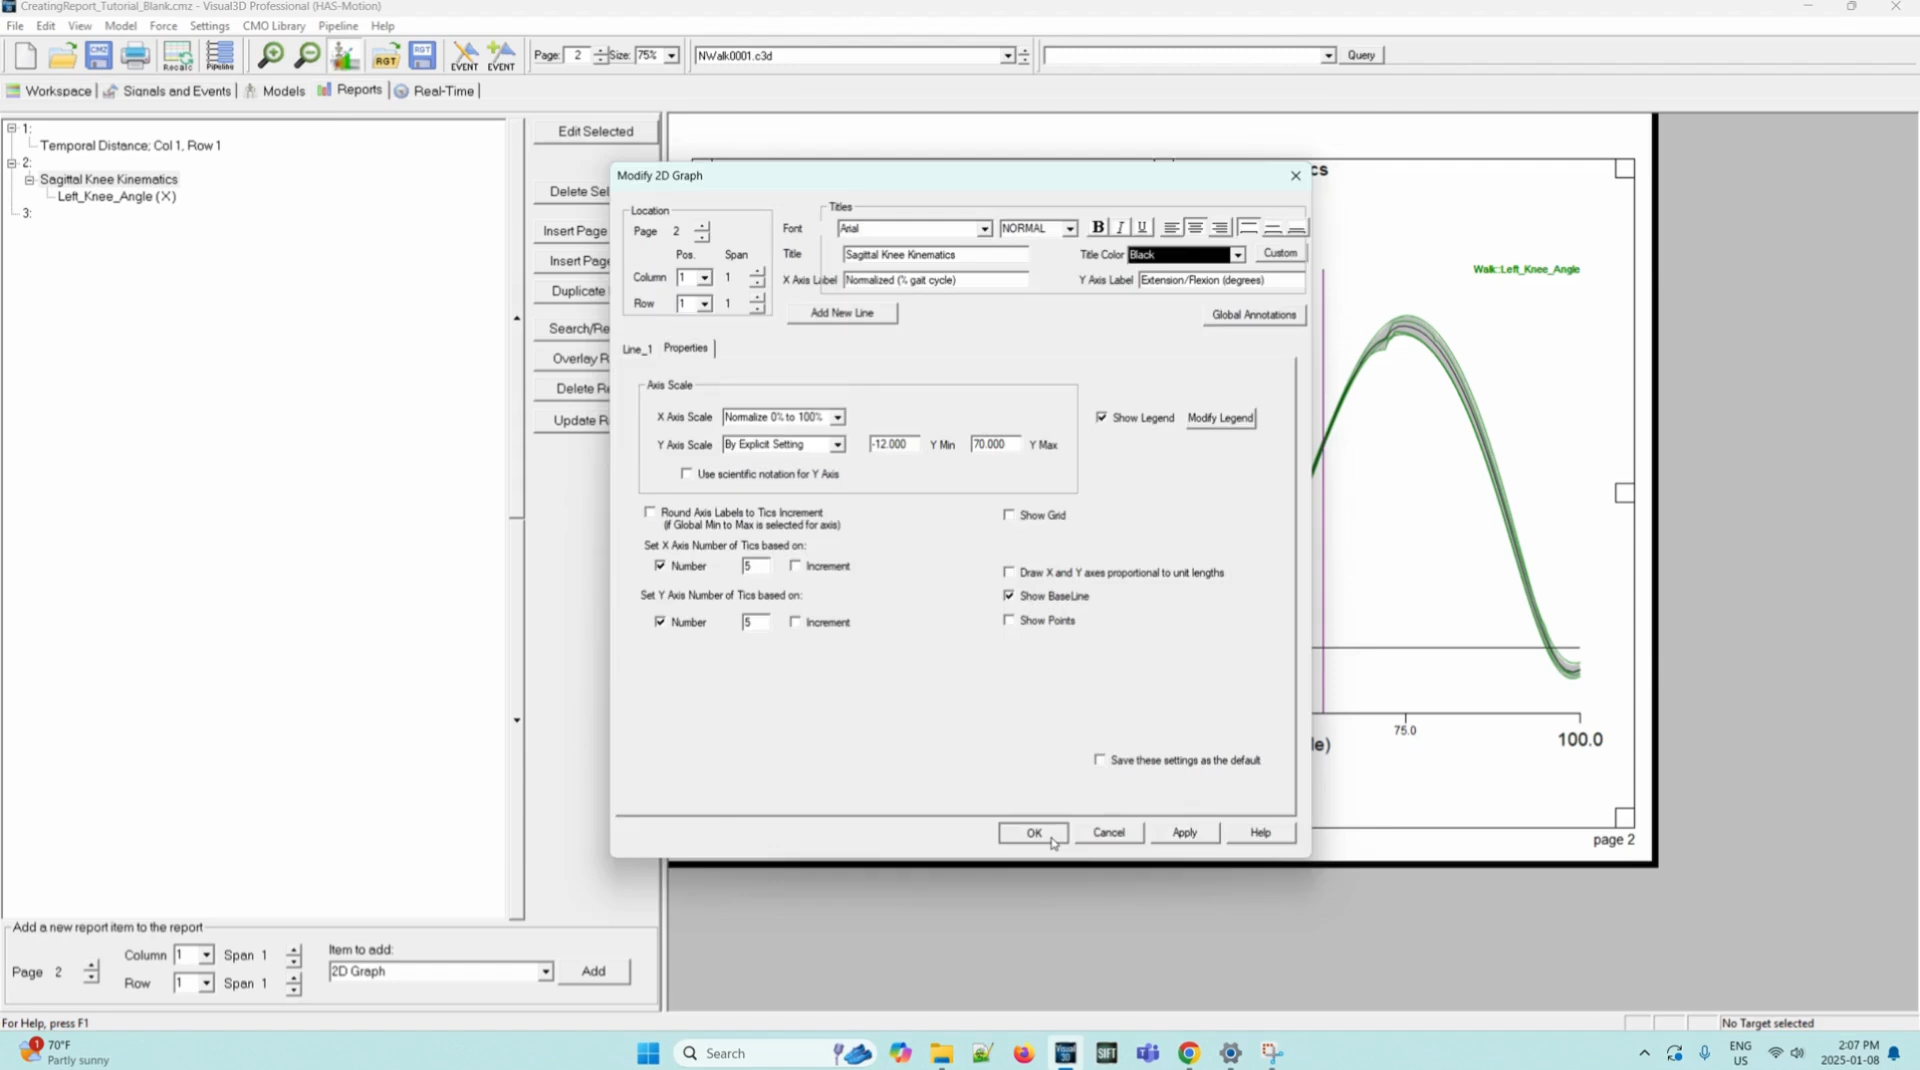 CreatingReport_Tutorial_Blank.cmz - Visual3D Professional (HAS-Motion)
File Edit View Model Force Settings CMO Library Pipeline Help
CMZ Recalc Pipeline RGT RGT EVENT EVENT Page: 2 Size: 75% NWalk0001.c3d Query
Workspace Signals and Events Models Reports Real-Time
1:
Temporal Distance; Col 1, Row 1
2:
Sagittal Knee Kinematics
Left_Knee_Angle (X)
3:
Edit Selected
Delete Sel
Insert Page
Insert Page
Duplicate
Search/Re
Overlay R
Delete Re
Update R
Modify 2D Graph
Location
Page 2
Pos. Span
Column 1 1
Row 1 1
Titles
Font Arial NORMAL B I U
Title Sagittal Knee Kinematics Title Color Black Custom
X Axis Label Normalized (% gait cycle) Y Axis Label Extension/Flexion (degrees)
Add New Line Global Annotations
Line_1 Properties
Axis Scale
X Axis Scale Normalize 0% to 100%
Y Axis Scale By Explicit Setting -12.000 Y Min 70.000 Y Max
Use scientific notation for Y Axis
Show Legend Modify Legend
Round Axis Labels to Tics Increment
(if Global Min to Max is selected for axis)
Show Grid
Set X Axis Number of Tics based on:
Number 5 Increment
Draw X and Y axes proportional to unit lengths
Set Y Axis Number of Tics based on:
Show BaseLine
Number 5 Increment
Show Points
Save these settings as the default
OK Cancel Apply Help
cs
Walk::Left_Knee_Angle
75.0
100.0
le)
page 2
Add a new report item to the report
Page 2
Column 1 Span 1
Row 1 Span 1
Item to add:
2D Graph Add
For Help, press F1
No Target selected
1
70°F
Partly sunny
Search
Visual 3D
SIFT
ENG
US
2:07 PM
2025-01-08